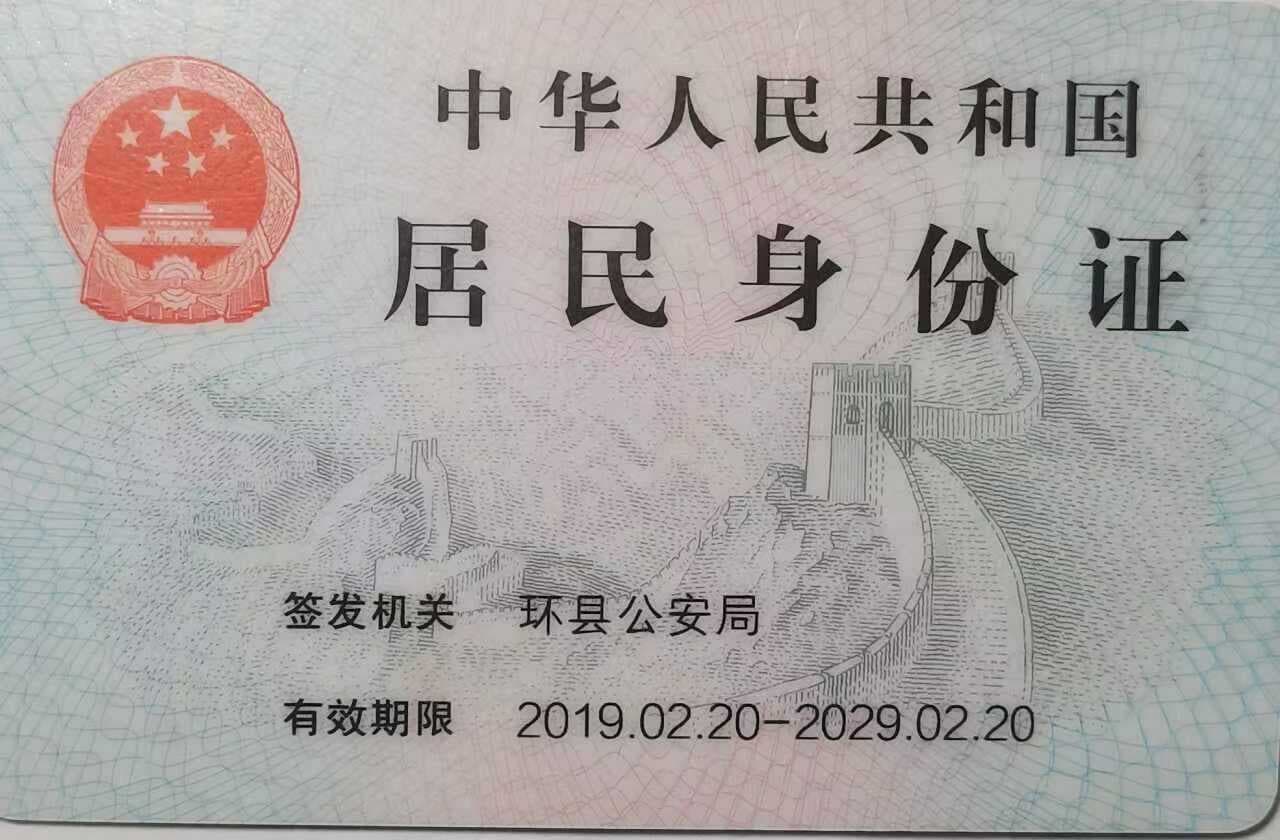 中华人民共和国
居民身份证
签发机关 环县公安局
有效期限 2019.02.20-2029.02.20